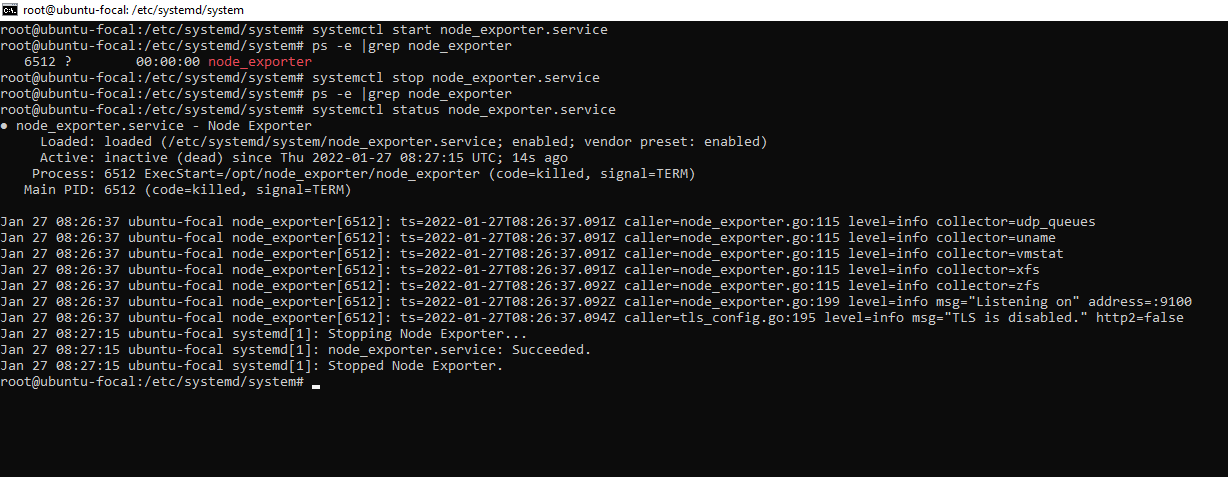 root@ubuntu-focal: /etc/systemd/system
root@ubuntu-focal:/etc/systemd/system# systemctl start node_exporter.service
root@ubuntu-focal:/etc/systemd/system# ps -e |grep node_exporter
   6512 ?        00:00:00 node_exporter
root@ubuntu-focal:/etc/systemd/system# systemctl stop node_exporter.service
root@ubuntu-focal:/etc/systemd/system# ps -e |grep node_exporter
root@ubuntu-focal:/etc/systemd/system# systemctl status node_exporter.service
● node_exporter.service - Node Exporter
     Loaded: loaded (/etc/systemd/system/node_exporter.service; enabled; vendor preset: enabled)
     Active: inactive (dead) since Thu 2022-01-27 08:27:15 UTC; 14s ago
    Process: 6512 ExecStart=/opt/node_exporter/node_exporter (code=killed, signal=TERM)
   Main PID: 6512 (code=killed, signal=TERM)
Jan 27 08:26:37 ubuntu-focal node_exporter[6512]: ts=2022-01-27T08:26:37.091Z caller=node_exporter.go:115 level=info collector=udp_queues
Jan 27 08:26:37 ubuntu-focal node_exporter[6512]: ts=2022-01-27T08:26:37.091Z caller=node_exporter.go:115 level=info collector=uname
Jan 27 08:26:37 ubuntu-focal node_exporter[6512]: ts=2022-01-27T08:26:37.091Z caller=node_exporter.go:115 level=info collector=vmstat
Jan 27 08:26:37 ubuntu-focal node_exporter[6512]: ts=2022-01-27T08:26:37.091Z caller=node_exporter.go:115 level=info collector=xfs
Jan 27 08:26:37 ubuntu-focal node_exporter[6512]: ts=2022-01-27T08:26:37.091Z caller=node_exporter.go:115 level=info collector=zfs
Jan 27 08:26:37 ubuntu-focal node_exporter[6512]: ts=2022-01-27T08:26:37.092Z caller=node_exporter.go:199 level=info msg="Listening on" address=:9100
Jan 27 08:26:37 ubuntu-focal node_exporter[6512]: ts=2022-01-27T08:26:37.094Z caller=tls_config.go:195 level=info msg="TLS is disabled." http2=false
Jan 27 08:27:15 ubuntu-focal systemd[1]: Stopping Node Exporter...
Jan 27 08:27:15 ubuntu-focal systemd[1]: node_exporter.service: Succeeded.
Jan 27 08:27:15 ubuntu-focal systemd[1]: Stopped Node Exporter.
root@ubuntu-focal:/etc/systemd/system#